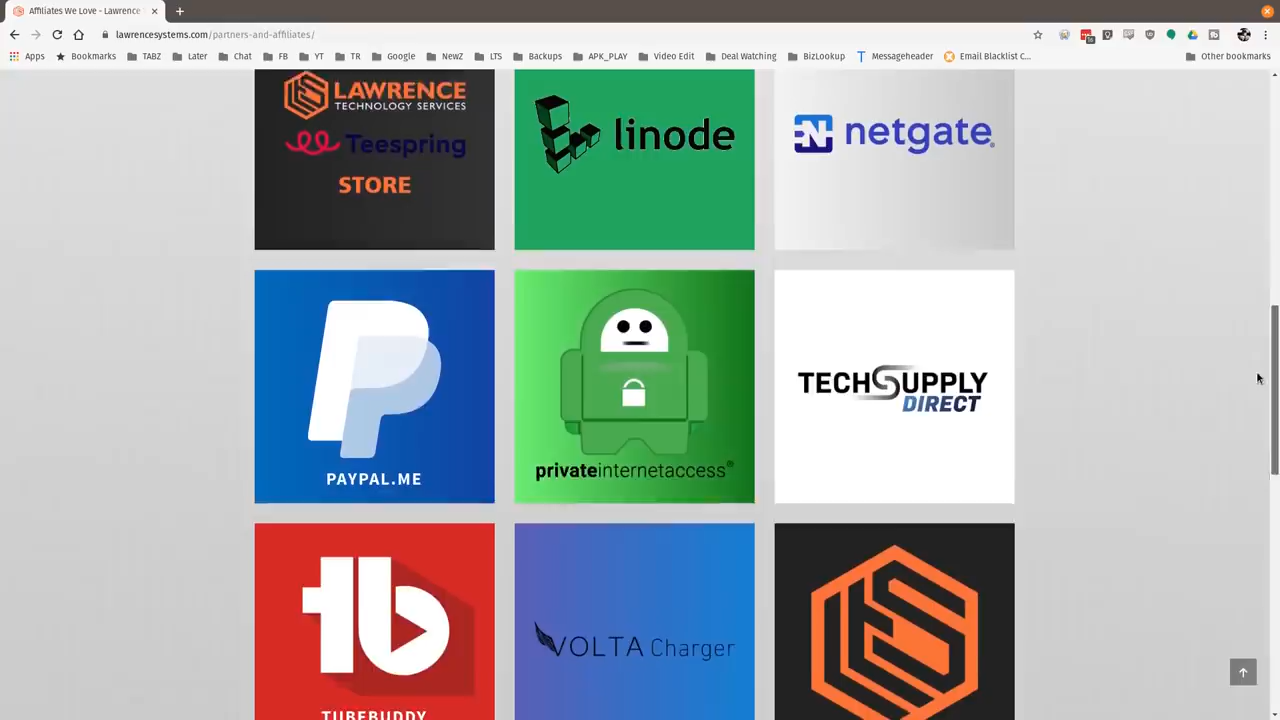 Affiliates We Love - Lawrence
lawrencesystems.com/partners-and-affiliates/
Apps Bookmarks TABZ Later Chat FB YT TR Google NewZ LTS Backups APK_PLAY Video Edit Deal Watching BizLookup Messageheader Email Blacklist C... Other bookmarks
LAWRENCE
TECHNOLOGY SERVICES
Teespring
STORE
linode
netgate
PAYPAL.ME
privateinternetaccess®
TECHSUPPLY
DIRECT
tb
TUBEBUDDY
VOLTA Charger